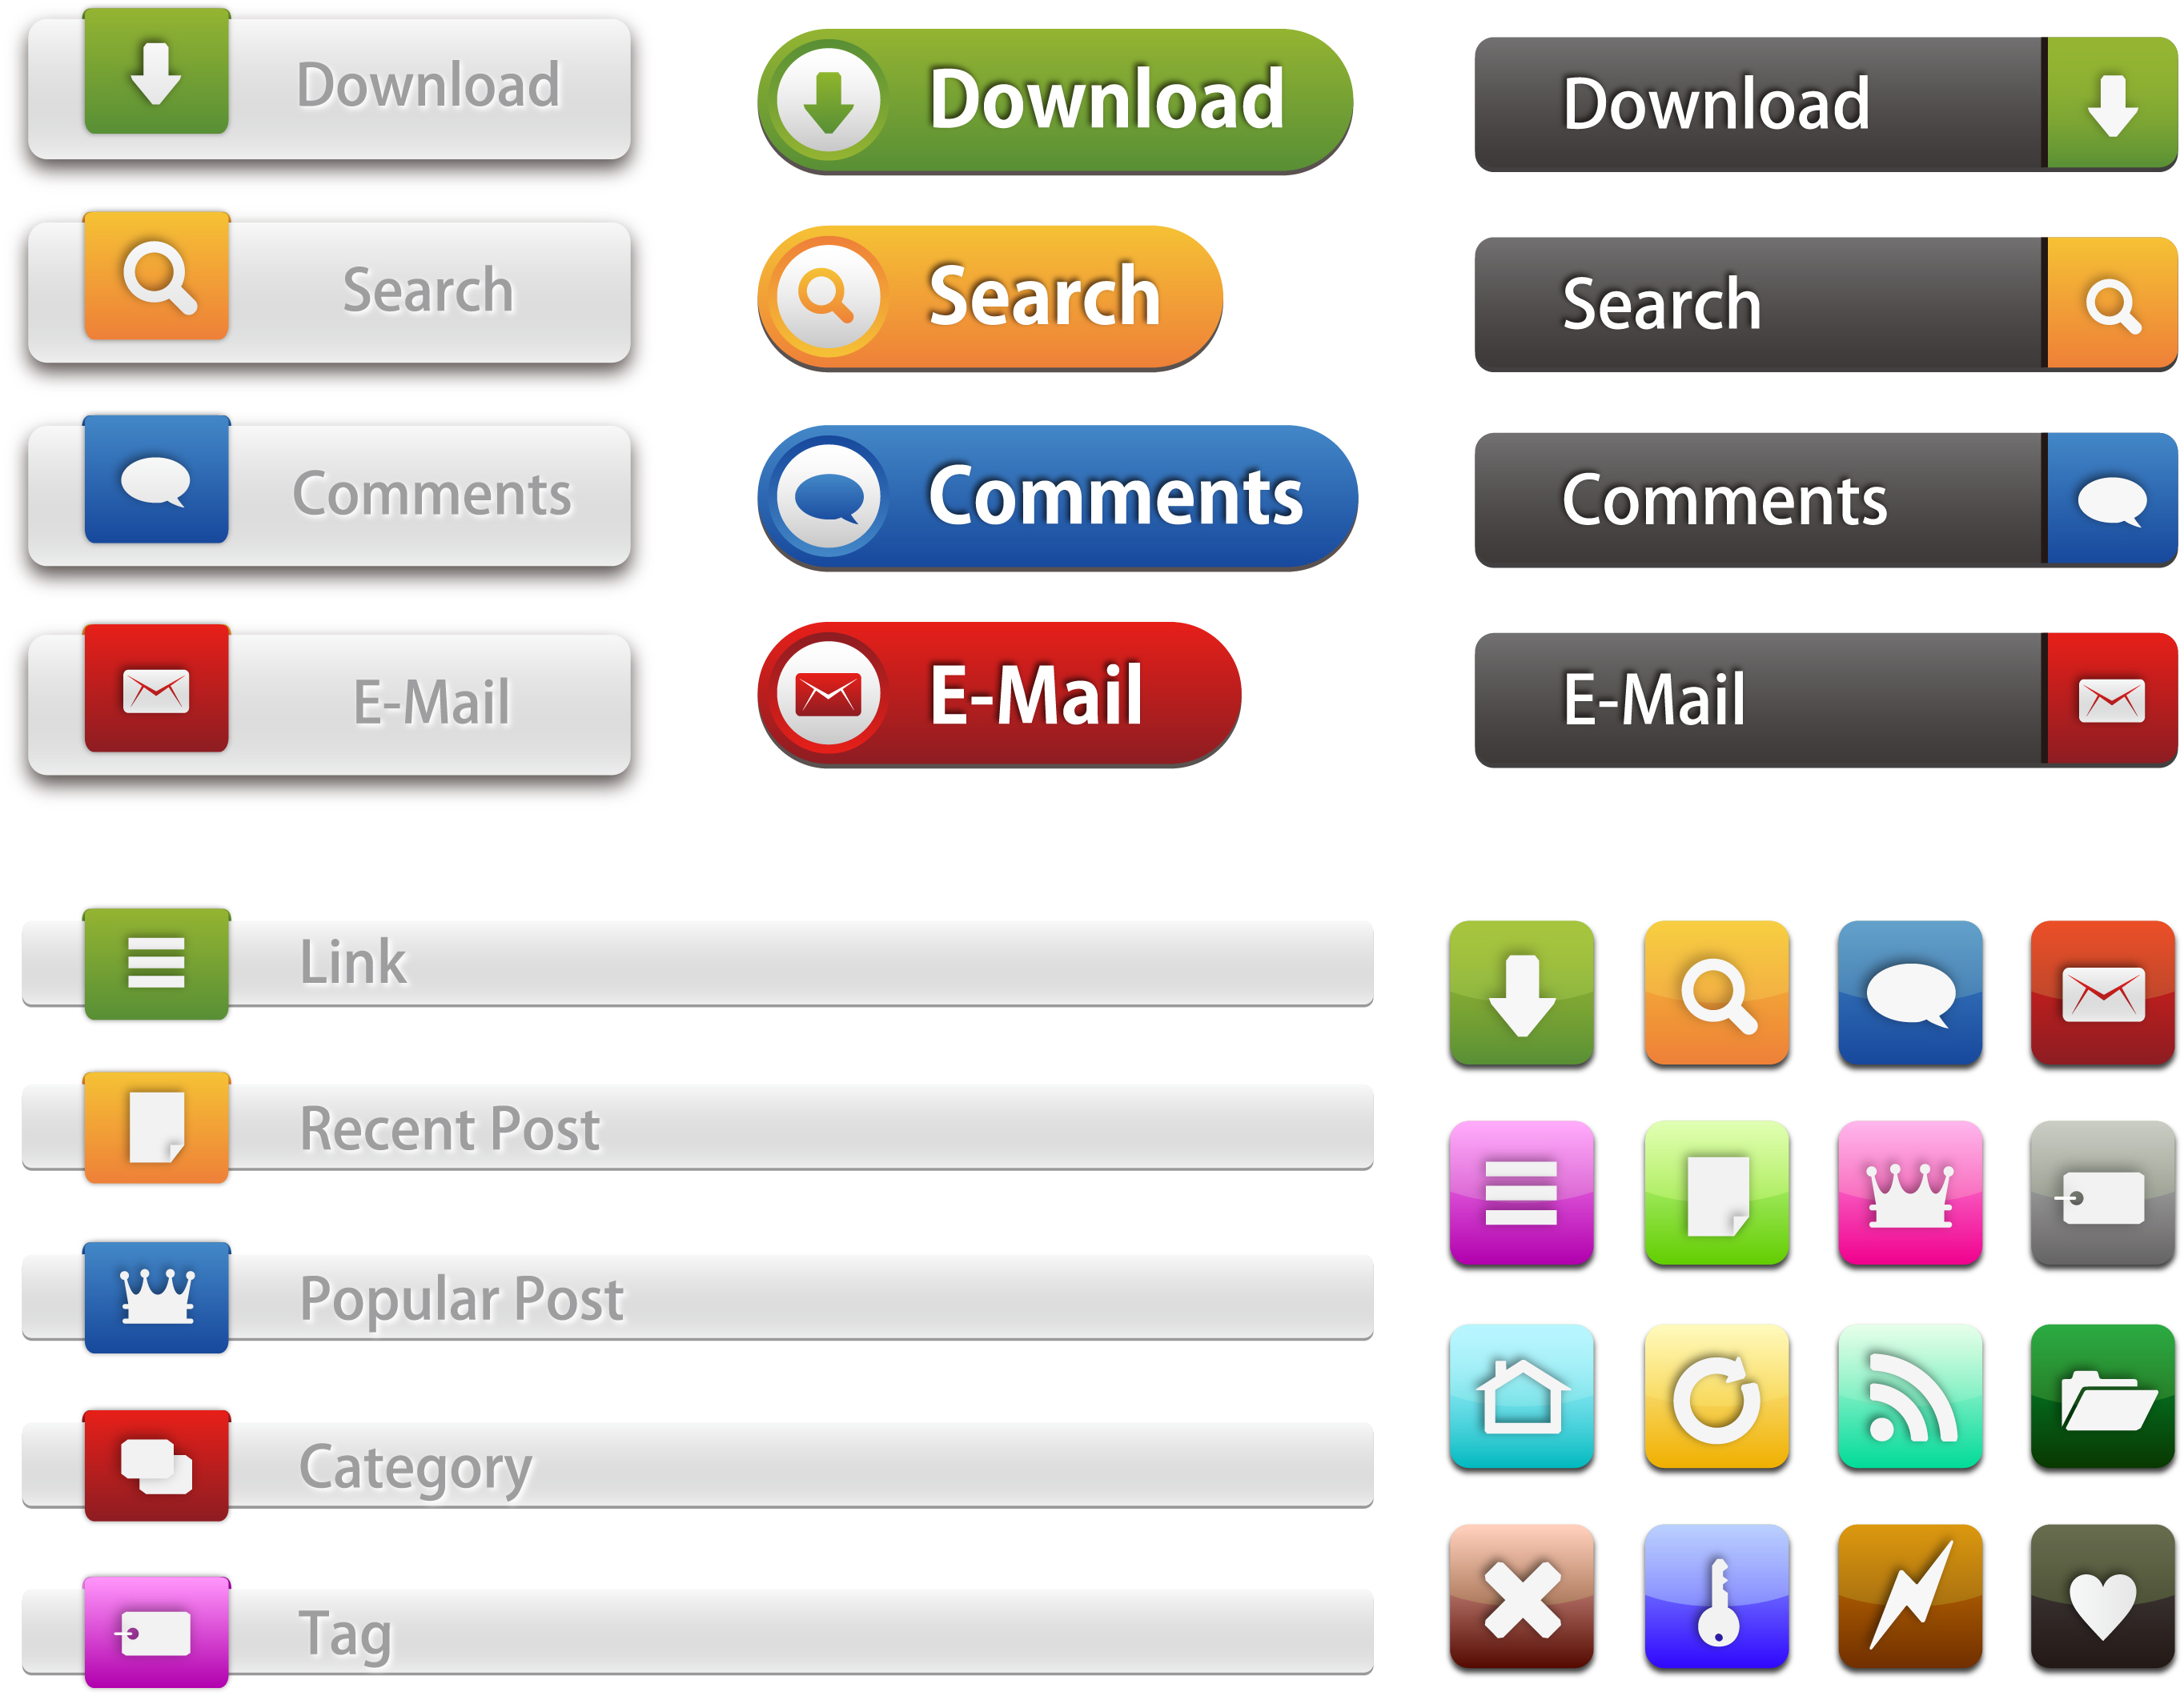 Download
Download
Download
Search
Search
Search
Comments
Comments
Comments
E-Mail
E-Mail
E-Mail
Link
Recent Post
Popular Post
Category
Tag